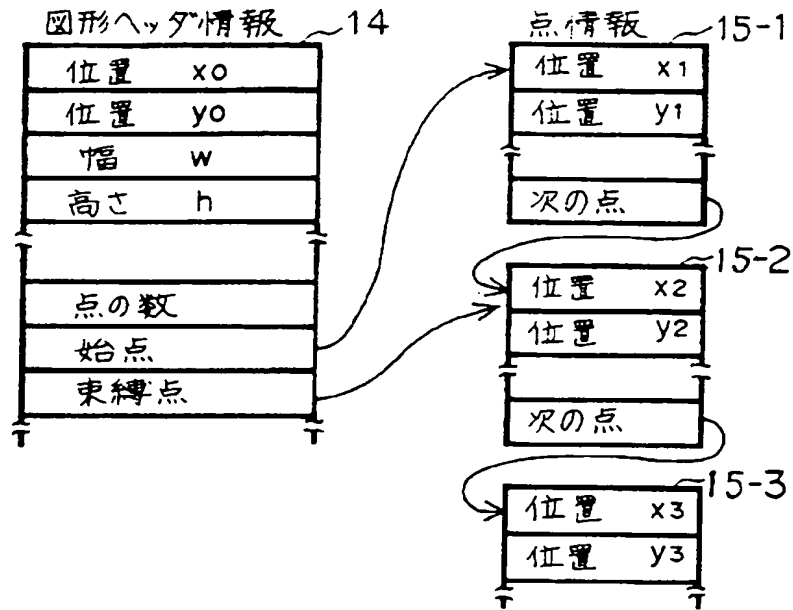 図形ヘッダ情報 14
位置 x0
位置 y0
幅 w
高さ h
点の数
始点
束縛点
点情報 15-1
位置 x1
位置 y1
次の点
15-2
位置 x2
位置 y2
次の点
15-3
位置 x3
位置 y3